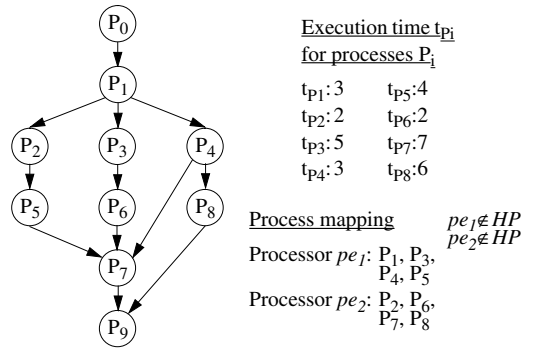 P0
P1
P2 P3 P4
P5 P6 P8
P7
P9
Execution time tPi
for processes Pi
tP1:3 tP5:4
tP2:2 tP6:2
tP3:5 tP7:7
tP4:3 tP8:6
Process mapping pe1∉HP
pe2∉HP
Processor pe1: P1, P3,
P4, P5
Processor pe2: P2, P6,
P7, P8